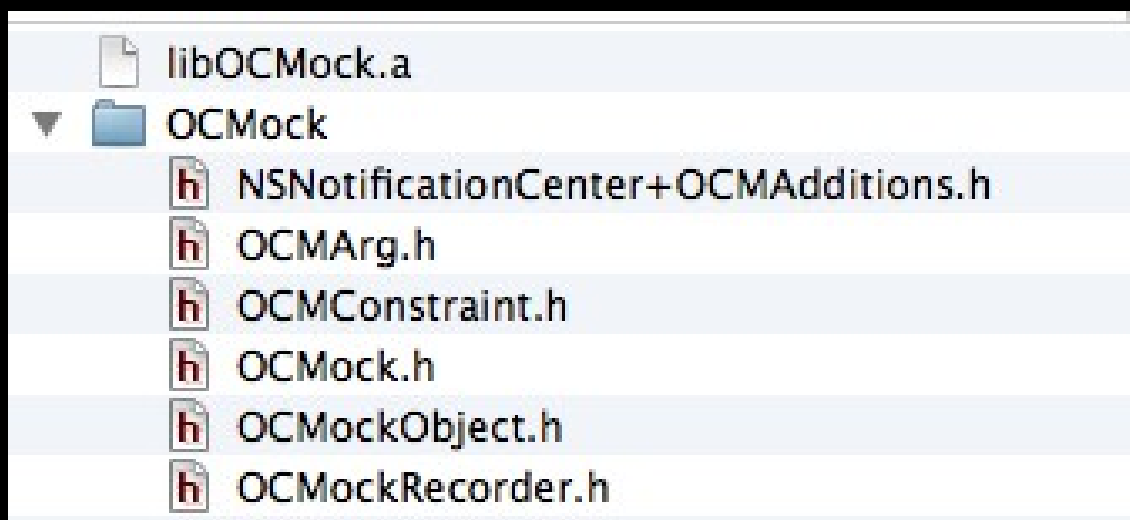 libOCMock.a
OCMock
h NSNotificationCenter+OCMAdditions.h
h OCMArg.h
h OCMConstraint.h
h OCMock.h
h OCMockObject.h
h OCMockRecorder.h